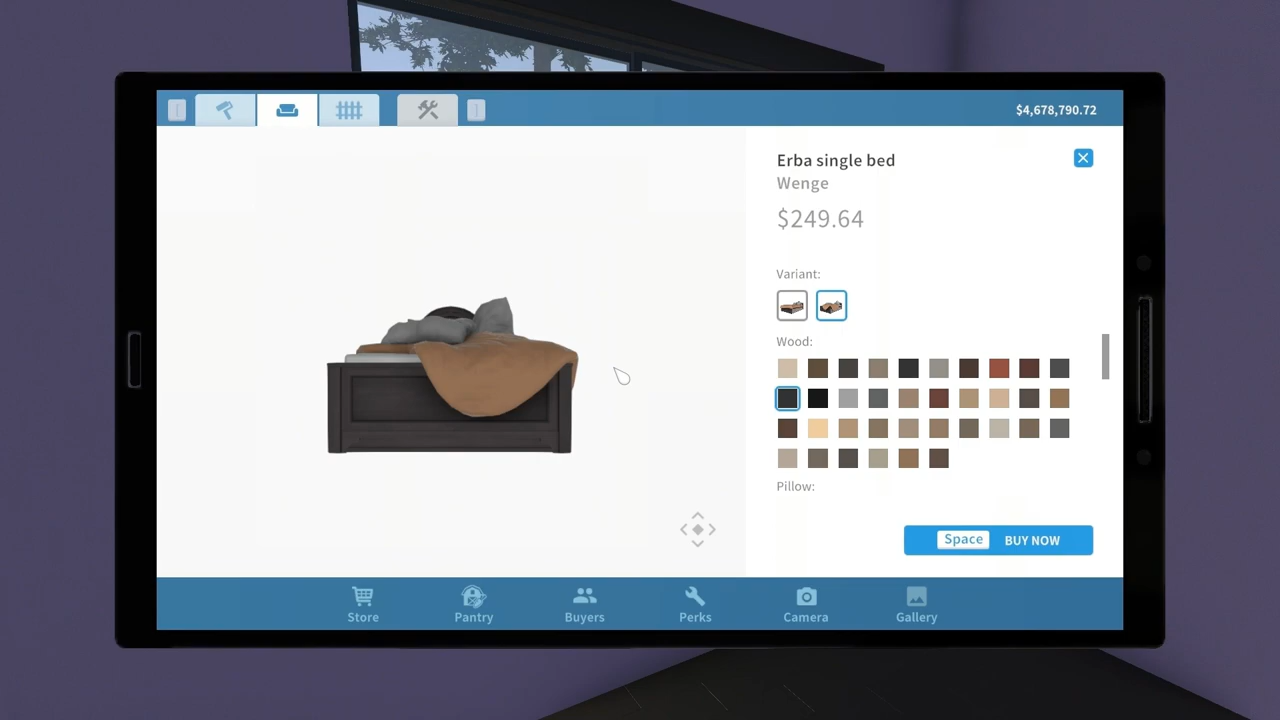 $4,678,790.72
Erba single bed
Wenge
$249.64
Variant:
Wood:
Pillow:
Space BUY NOW
Store Pantry Buyers Perks Camera Gallery